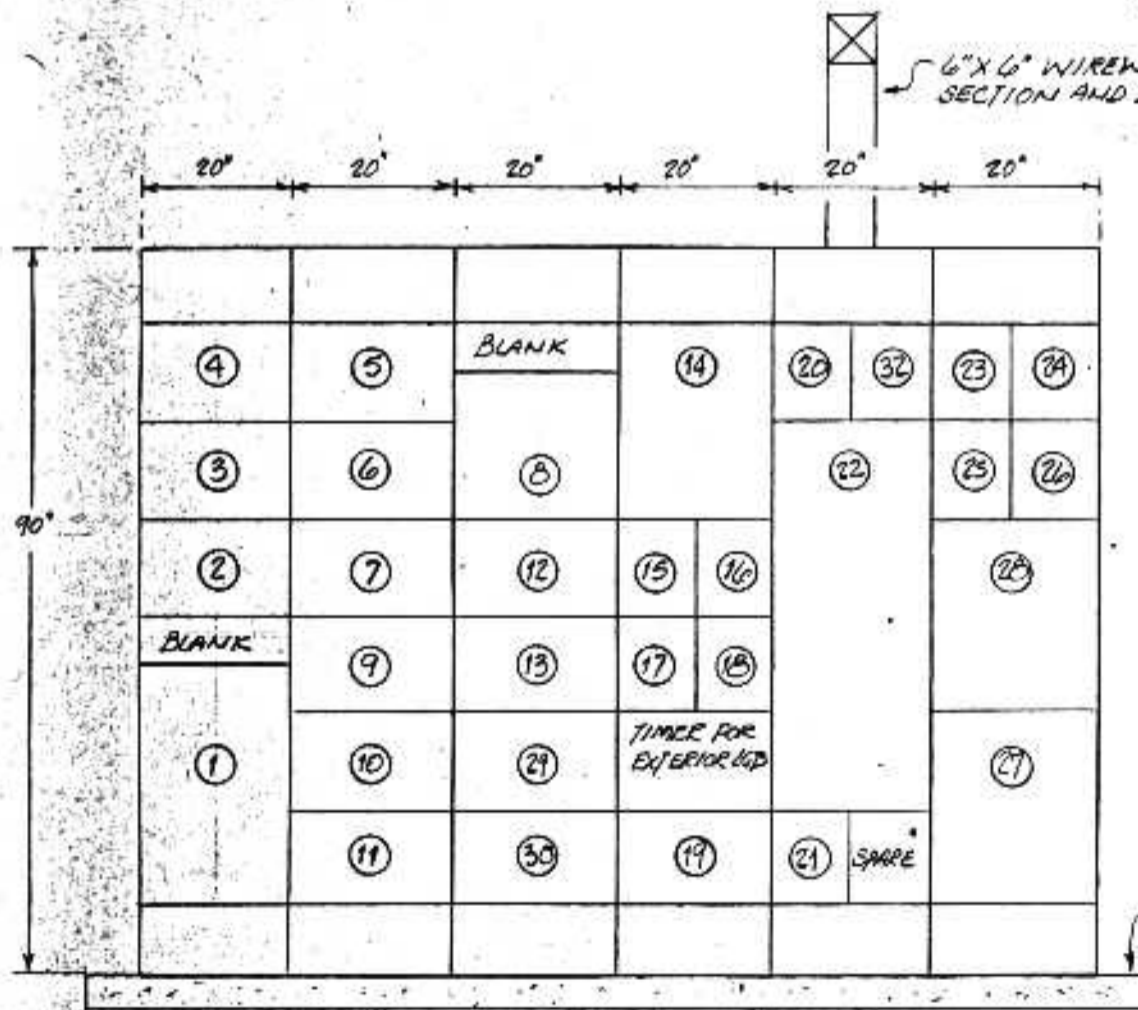 6"X6" WIREW
SECTION AND
20" 20" 20" 20" 20" 20"
90"
BLANK
4 5 14 20 32 23 24
3 6 8 22 25 26
2 7 12 15 16 28
BLANK
9 13 17 18
1 10 29 TIMER FOR 27
EXTERIOR LGD
11 30 19 21 SPARE